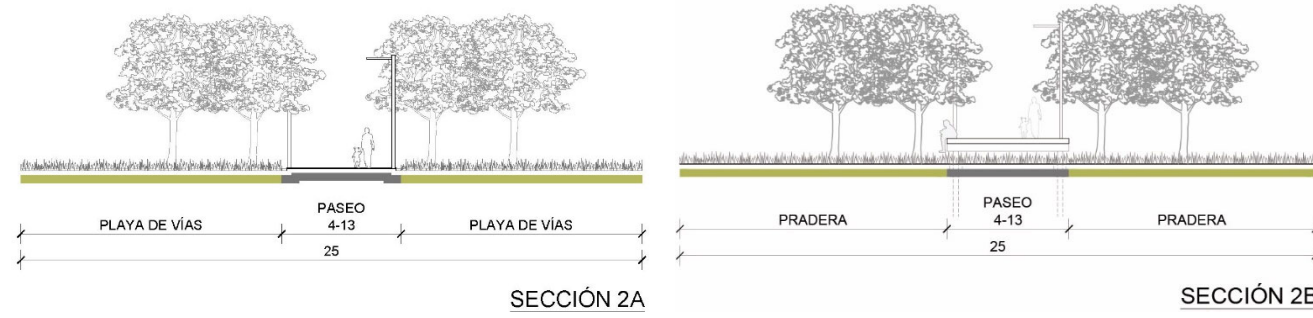 PLAYA DE VÍAS
PASEO
4-13
PLAYA DE VÍAS
25
SECCIÓN 2A
PRADERA
PASEO
4-13
PRADERA
25
SECCIÓN 2B